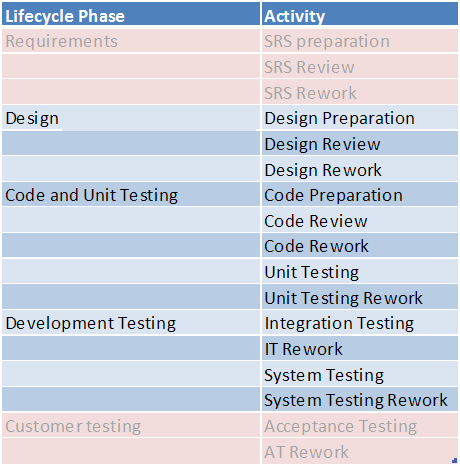 Lifecycle Phase Activity
Requirements SRS preparation
SRS Review
SRS Rework
Design Design Preparation
Design Review
Design Rework
Code and Unit Testing Code Preparation
Code Review
Code Rework
Unit Testing
Unit Testing Rework
Development Testing Integration Testing
IT Rework
System Testing
System Testing Rework
Customer testing Acceptance Testing
AT Rework